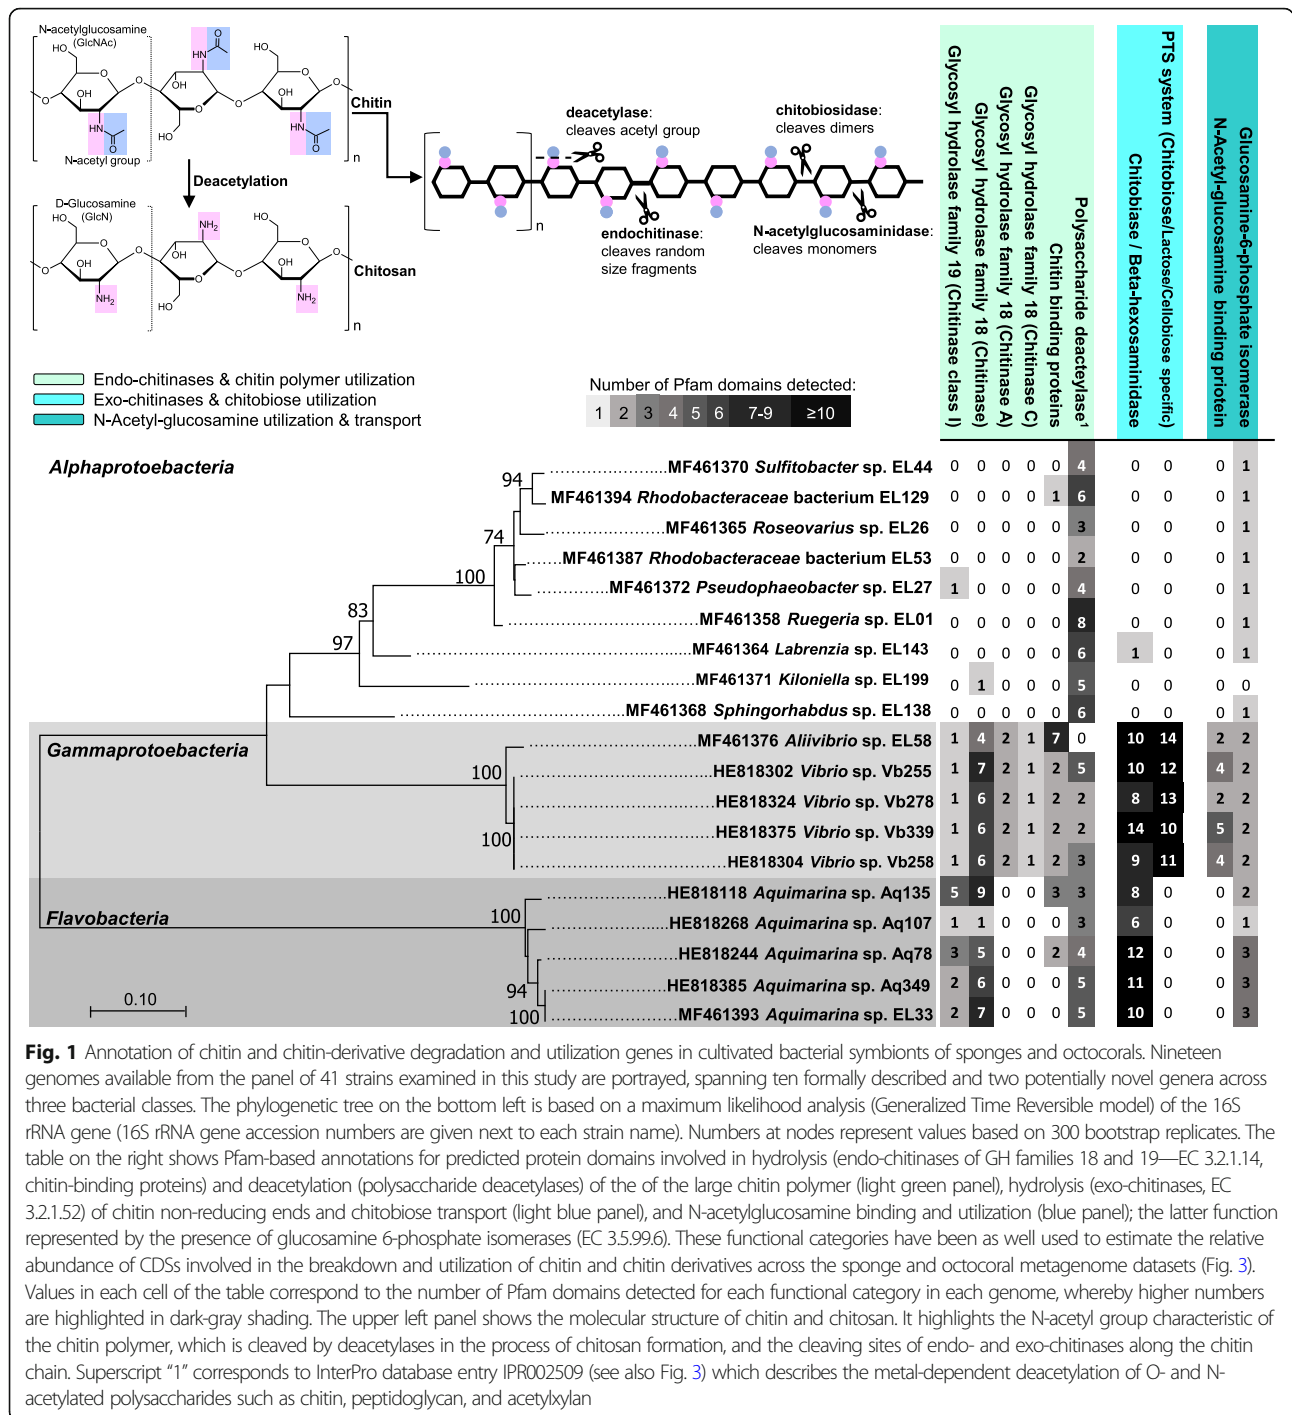 N-acetylglucosamine
(GlcNAc)
HO
O
HN
O
OH
HO
O
OH
HO
O
OH
HN
O
HO
HN
O
n
N-acetyl group
Chitin
Deacetylation
D-Glucosamine
(GlcN)
HO
O
NH2
OH
HO
O
OH
HO
O
OH
NH2
HO
NH2
n
Chitosan
deacetylase:
cleaves acetyl group
chitobiosidase:
cleaves dimers
n
endochitinase:
cleaves random
size fragments
N-acetylglucosaminidase:
cleaves monomers
Glycosyl hydrolase family 19 (Chitinase class I)
Glycosyl hydrolase family 18 (Chitinase)
Glycosyl hydrolase family 18 (Chitinase A)
Glycosyl hydrolase family 18 (Chitinase C)
Chitin binding proteins
Polysaccharide deacteylase1
Chitobiase / Beta-hexosaminidase
PTS system (Chitobiose/Lactose/Cellobiose specific)
N-Acetyl-glucosamine binding priotein
Glucosamine-6-phosphate isomerase
Endo-chitinases & chitin polymer utilization
Exo-chitinases & chitobiose utilization
N-Acetyl-glucosamine utilization & transport
Number of Pfam domains detected:
1 2 3 4 5 6 7-9 ≥10
Alphaprotoebacteria
MF461370 Sulfitobacter sp. EL44 0 0 0 0 0 4 0 0 0 1
94
MF461394 Rhodobacteraceae bacterium EL129 0 0 0 0 1 6 0 0 0 1
MF461365 Roseovarius sp. EL26 0 0 0 0 0 3 0 0 0 1
74
MF461387 Rhodobacteraceae bacterium EL53 0 0 0 0 0 2 0 0 0 1
100
MF461372 Pseudophaeobacter sp. EL27 1 0 0 0 0 4 0 0 0 1
83
MF461358 Ruegeria sp. EL01 0 0 0 0 0 8 0 0 0 1
97
MF461364 Labrenzia sp. EL143 0 0 0 0 0 6 1 0 0 1
MF461371 Kiloniella sp. EL199 0 1 0 0 0 5 0 0 0 0
MF461368 Sphingorhabdus sp. EL138 0 0 0 0 0 6 0 0 0 1
Gammaprotoebacteria
MF461376 Aliivibrio sp. EL58 1 4 2 1 7 0 10 14 2 2
100
HE818302 Vibrio sp. Vb255 1 7 2 1 2 5 10 12 4 2
HE818324 Vibrio sp. Vb278 1 6 2 1 2 2 8 13 2 2
100
HE818375 Vibrio sp. Vb339 1 6 2 1 2 2 14 10 5 2
HE818304 Vibrio sp. Vb258 1 6 2 1 2 3 9 11 4 2
Flavobacteria
HE818118 Aquimarina sp. Aq135 5 9 0 0 3 3 8 0 0 2
100
HE818268 Aquimarina sp. Aq107 1 1 0 0 0 3 6 0 0 1
HE818244 Aquimarina sp. Aq78 3 5 0 0 2 4 12 0 0 3
94
HE818385 Aquimarina sp. Aq349 2 6 0 0 0 5 11 0 0 3
100
MF461393 Aquimarina sp. EL33 2 7 0 0 0 5 10 0 0 3
0.10
Fig. 1 Annotation of chitin and chitin-derivative degradation and utilization genes in cultivated bacterial symbionts of sponges and octocorals. Nineteen
genomes available from the panel of 41 strains examined in this study are portrayed, spanning ten formally described and two potentially novel genera across
three bacterial classes. The phylogenetic tree on the bottom left is based on a maximum likelihood analysis (Generalized Time Reversible model) of the 16S
rRNA gene (16S rRNA gene accession numbers are given next to each strain name). Numbers at nodes represent values based on 300 bootstrap replicates. The
table on the right shows Pfam-based annotations for predicted protein domains involved in hydrolysis (endo-chitinases of GH families 18 and 19—EC 3.2.1.14,
chitin-binding proteins) and deacetylation (polysaccharide deacetylases) of the of the large chitin polymer (light green panel), hydrolysis (exo-chitinases, EC
3.2.1.52) of chitin non-reducing ends and chitobiose transport (light blue panel), and N-acetylglucosamine binding and utilization (blue panel); the latter function
represented by the presence of glucosamine 6-phosphate isomerases (EC 3.5.99.6). These functional categories have been as well used to estimate the relative
abundance of CDSs involved in the breakdown and utilization of chitin and chitin derivatives across the sponge and octocoral metagenome datasets (Fig. 3).
Values in each cell of the table correspond to the number of Pfam domains detected for each functional category in each genome, whereby higher numbers
are highlighted in dark-gray shading. The upper left panel shows the molecular structure of chitin and chitosan. It highlights the N-acetyl group characteristic of
the chitin polymer, which is cleaved by deacetylases in the process of chitosan formation, and the cleaving sites of endo- and exo-chitinases along the chitin
chain. Superscript “1” corresponds to InterPro database entry IPR002509 (see also Fig. 3) which describes the metal-dependent deacetylation of O- and N-
acetylated polysaccharides such as chitin, peptidoglycan, and acetylxylan